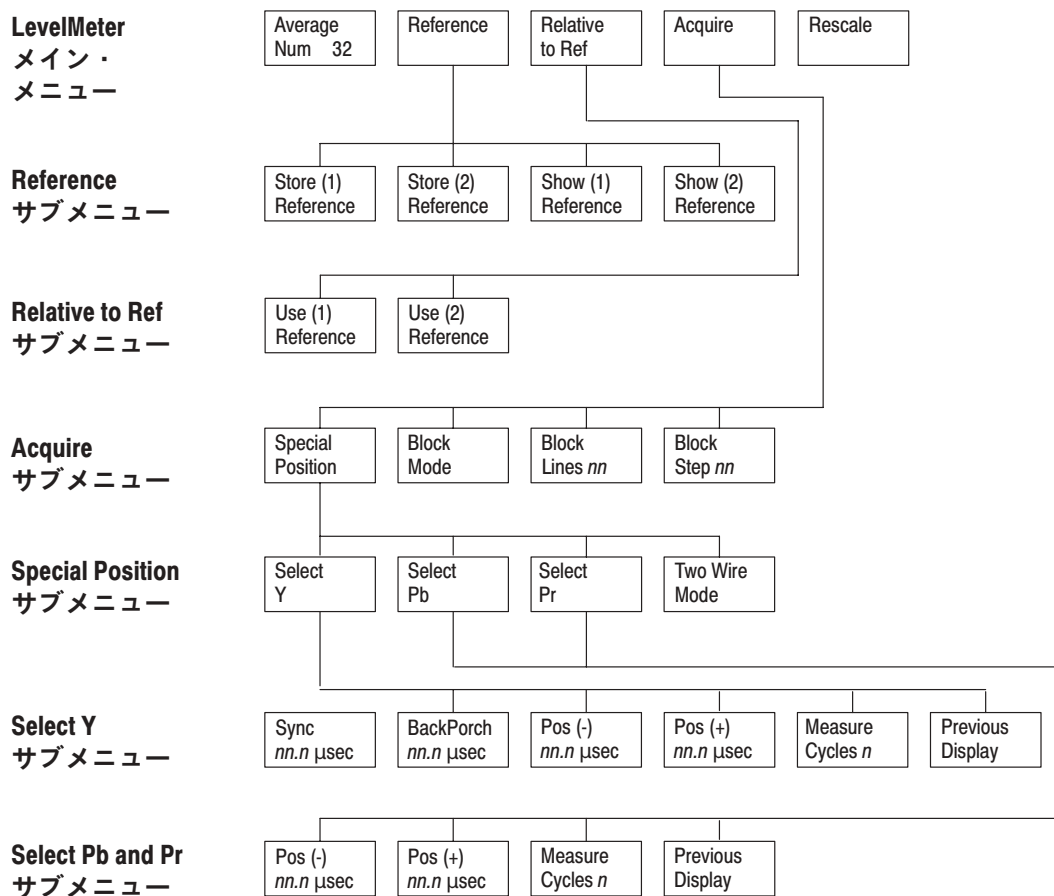 LevelMeter
メイン・
メニュー
Average
Num 32
Reference
Relative
to Ref
Acquire
Rescale
Reference
サブメニュー
Store (1)
Reference
Store (2)
Reference
Show (1)
Reference
Show (2)
Reference
Relative to Ref
サブメニュー
Use (1)
Reference
Use (2)
Reference
Acquire
サブメニュー
Special
Position
Block
Mode
Block
Lines nn
Block
Step nn
Special Position
サブメニュー
Select
Y
Select
Pb
Select
Pr
Two Wire
Mode
Select Y
サブメニュー
Sync
nn.n μsec
BackPorch
nn.n μsec
Pos (-)
nn.n μsec
Pos (+)
nn.n μsec
Measure
Cycles n
Previous
Display
Select Pb and Pr
サブメニュー
Pos (-)
nn.n μsec
Pos (+)
nn.n μsec
Measure
Cycles n
Previous
Display